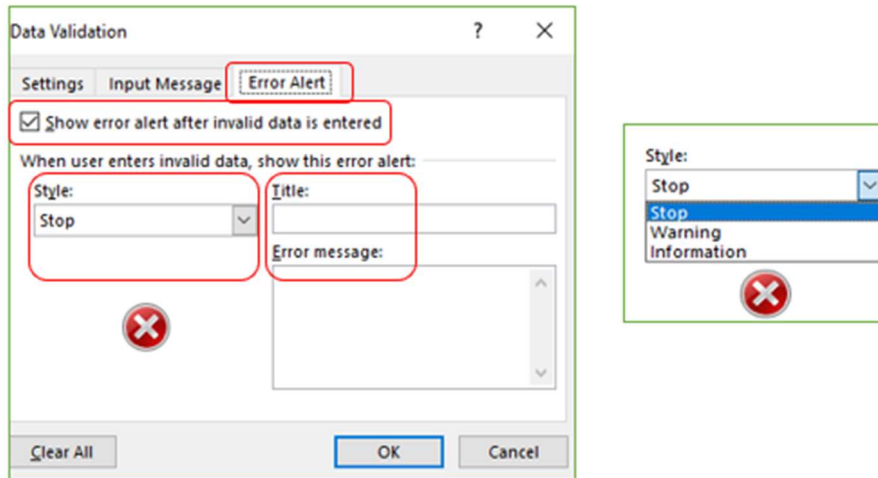 Data Validation ? ×
Settings Input Message Error Alert
Show error alert after invalid data is entered
When user enters invalid data, show this error alert:
Style: Title:
Stop
Error message:
Clear All OK Cancel
Style:
Stop
Stop
Warning
Information